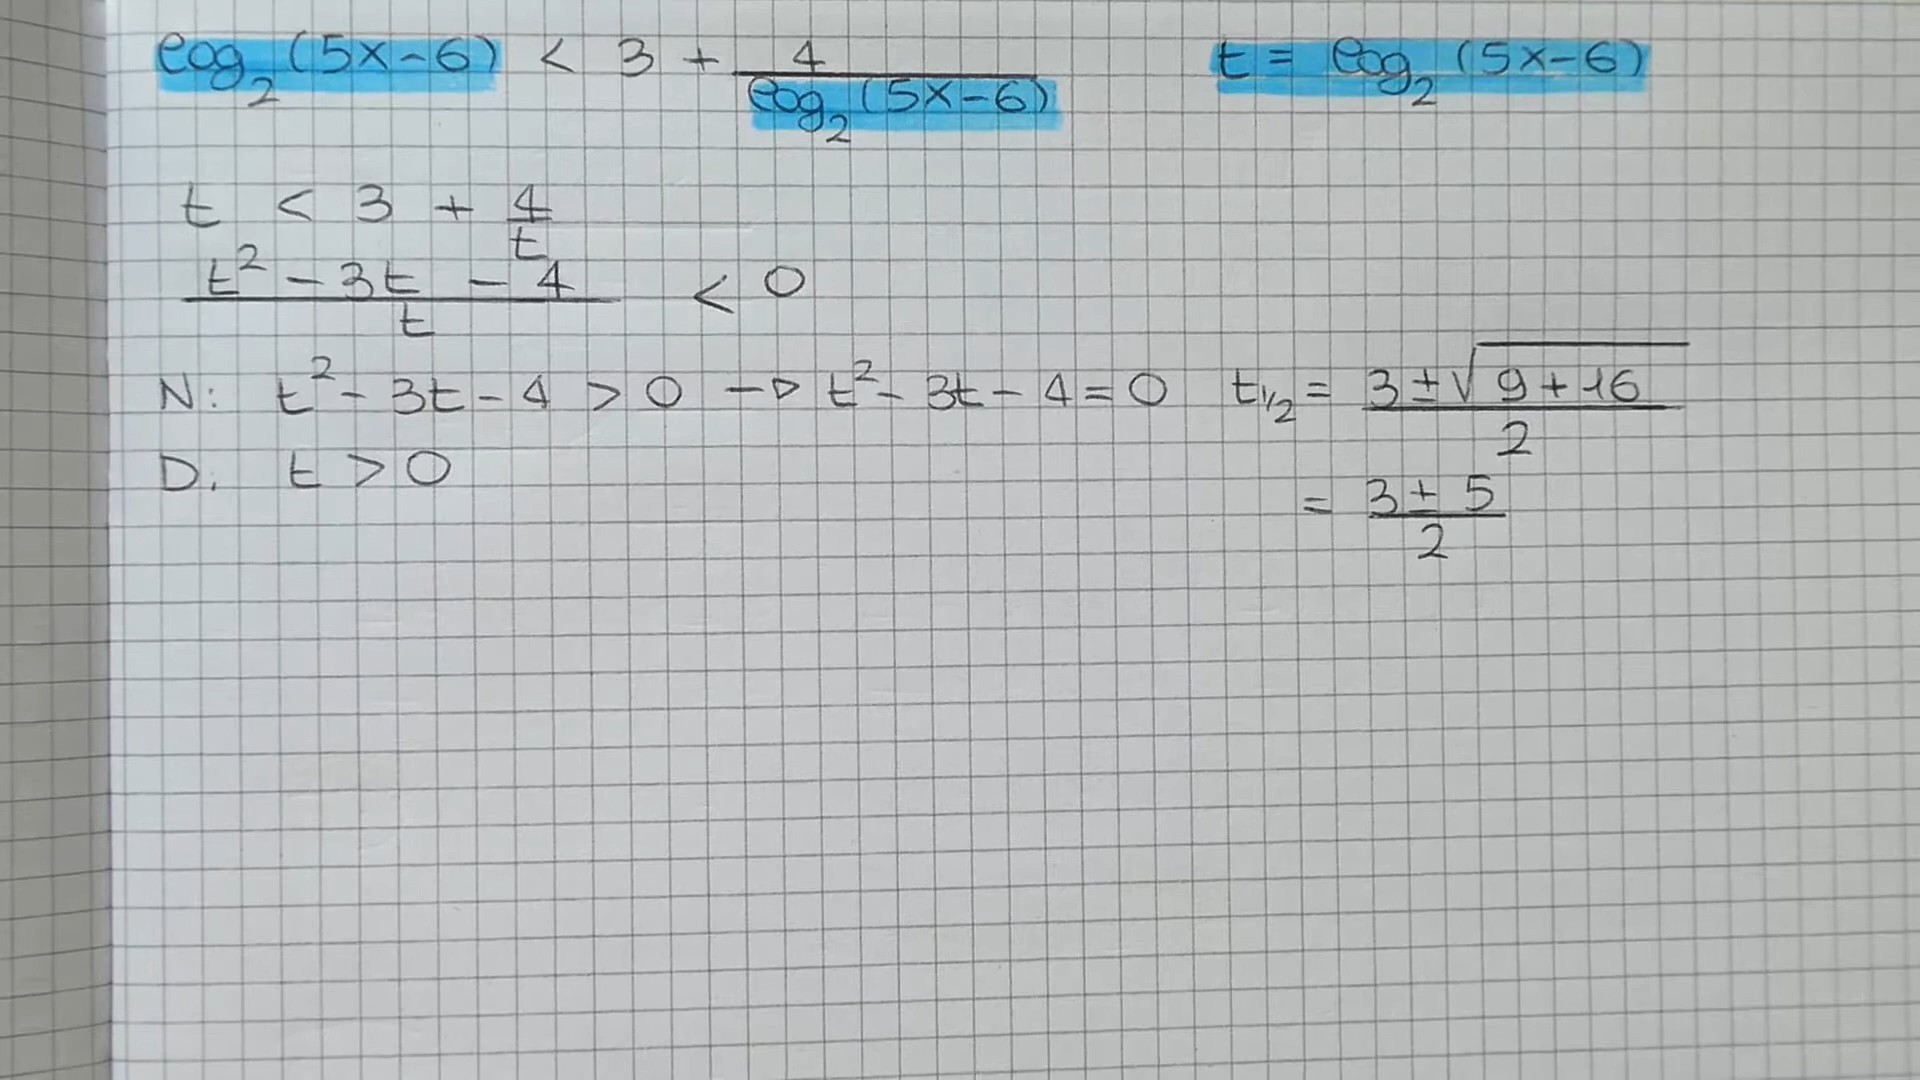 log₂(5x-6) < 3 + 4/log₂(5x-6) t = log₂(5x-6)
t < 3 + 4/t
(t² - 3t - 4)/t < 0
N: t² - 3t - 4 > 0 → t² - 3t - 4 = 0 t₁/₂ = (3 ± √(9+16))/2
D. t > 0 = (3 ± 5)/2